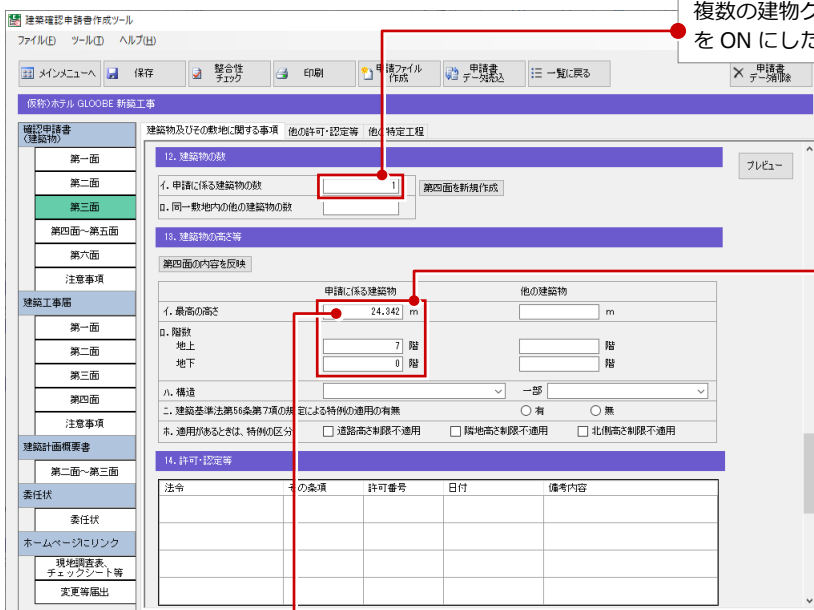 複数の建物グ
を ON にした
建築確認申請書作成ツール
ファイル(F) ツール(T) ヘルプ(H)
メインメニューへ 保存 整合性チェック 印刷 申請ファイル作成 申請書データ読込 一覧に戻る 申請書データ削除
仮称)ホテル GLOOBE 新築工事
確認申請書(建築物)
第一面
第二面
第三面
第四面～第五面
第六面
注意事項
建築工事届
第一面
第二面
第三面
第四面
注意事項
建築計画概要書
第二面～第三面
委任状
委任状
ホームページにリンク
現地調査表、チェックシート等
変更等届出
建築物及びその敷地に関する事項 他の許可・認定等 他の特定工程
プレビュー
12. 建築物の数
イ. 申請に係る建築物の数 1 第四面を新規作成
ロ. 同一敷地内の他の建築物の数
13. 建築物の高さ等
第四面の内容を反映
申請に係る建築物 他の建築物
イ. 最高の高さ 24.342 m m
ロ. 階数
地上 7 階 階
地下 0 階 階
ハ. 構造 一部
ニ. 建築基準法第56条第7項の規定による特例の適用の有無 有 無
ホ. 適用があるときは、特例の区分 道路高さ制限不適用 隣地高さ制限不適用 北側高さ制限不適用
14. 許可・認定等
法令 その条項 許可番号 日付 備考内容